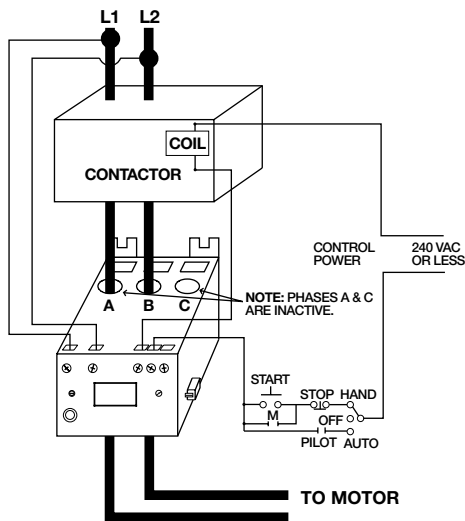 L1 L2
COIL
CONTACTOR
CONTROL
POWER
240 VAC
OR LESS
A B C
NOTE: PHASES A & C
ARE INACTIVE.
START
STOP HAND
M
OFF
PILOT AUTO
TO MOTOR